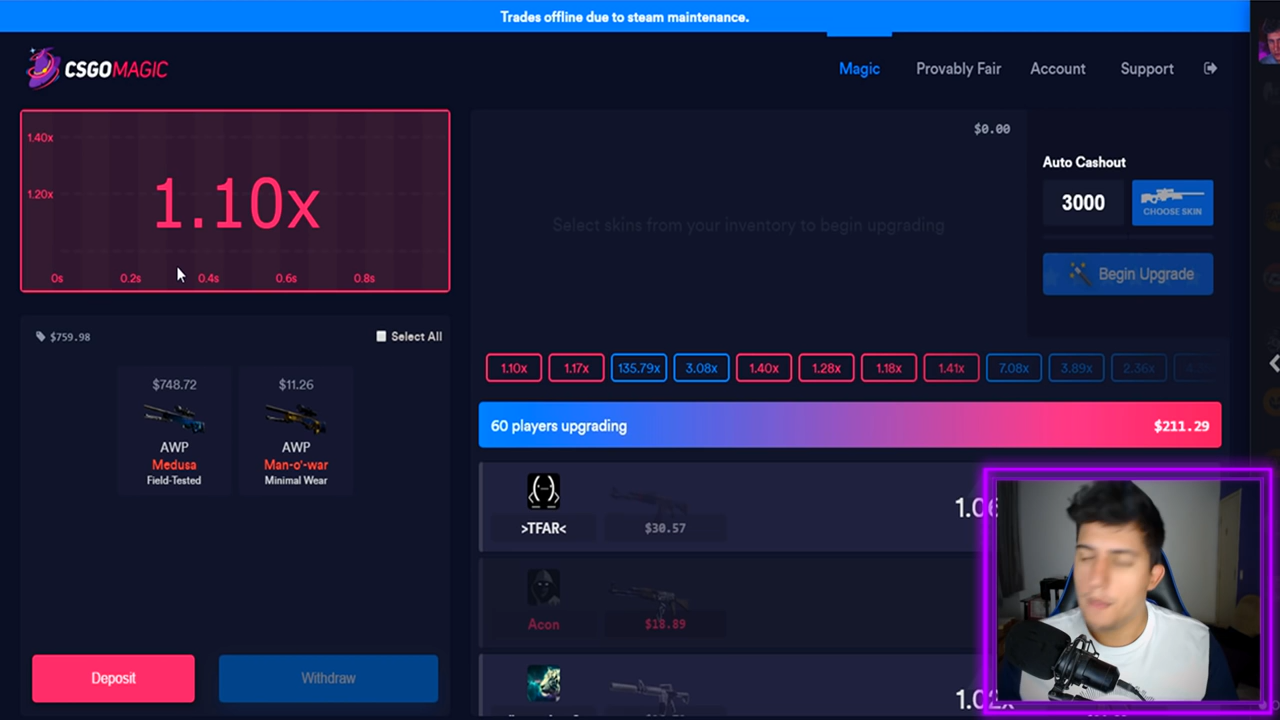 Trades offline due to steam maintenance.
CSGOMAGIC
Magic
Provably Fair
Account
Support
1.40x
1.20x
1.10x
0s
0.2s
0.4s
0.6s
0.8s
$0.00
Select skins from your inventory to begin upgrading
Auto Cashout
3000
CHOOSE SKIN
Begin Upgrade
$759.98
Select All
$748.72
AWP
Medusa
Field-Tested
$11.26
AWP
Man-o'-war
Minimal Wear
1.10x
1.17x
135.79x
3.08x
1.40x
1.28x
1.18x
1.41x
7.08x
3.89x
2.36x
60 players upgrading
$211.29
>TFAR<
$30.57
Acon
$18.89
Deposit
Withdraw